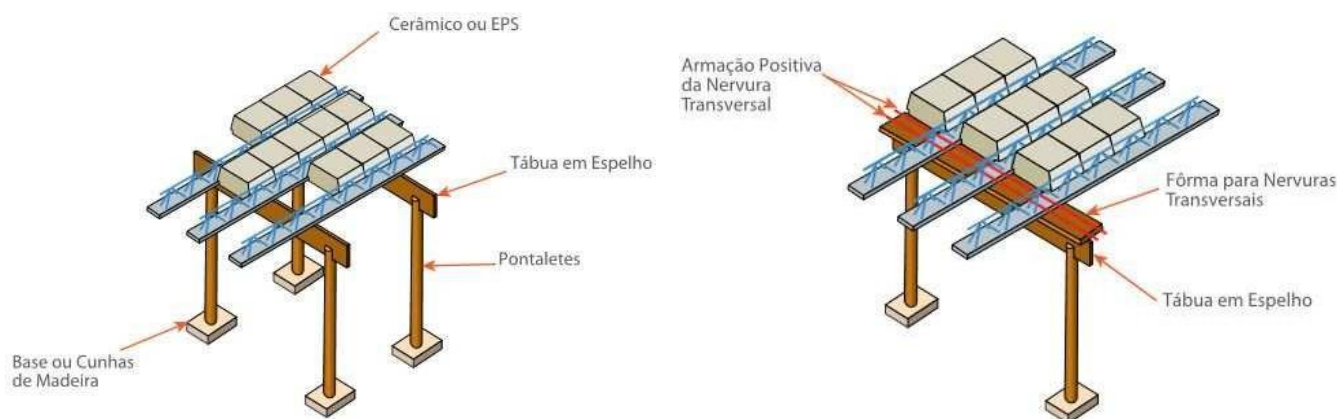 Cerâmico ou EPS
Tábua em Espelho
Pontaletes
Base ou Cunhas
de Madeira
Armação Positiva
da Nervura
Transversal
Fôrma para Nervuras
Transversais
Tábua em Espelho